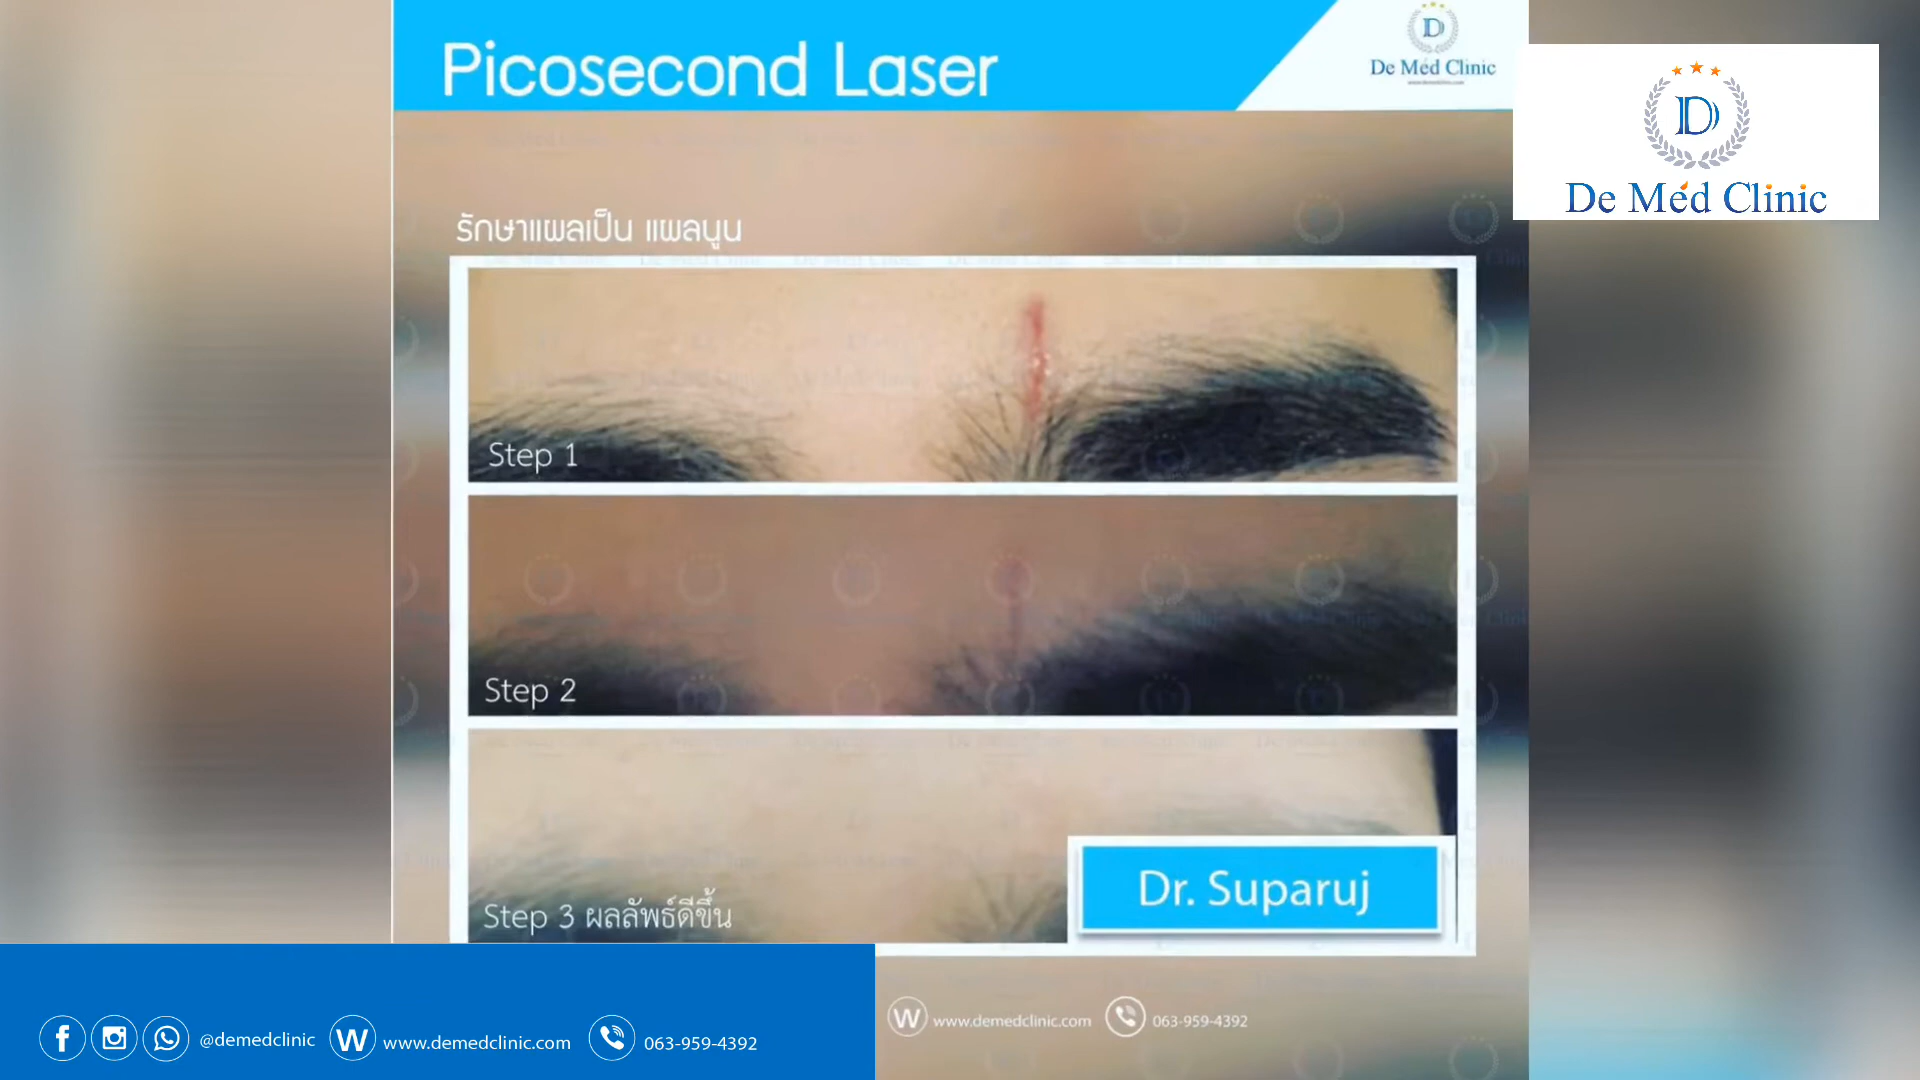 Picosecond Laser
D
De Med Clinic
D
De Med Clinic
รักษาแผลเป็น แผลนูน
Step 1
Step 2
Step 3 ผลลัพธ์ดีขึ้น
Dr. Suparuj
@demedclinic
www.demedclinic.com
063-959-4392
www.demedclinic.com
063-959-4392